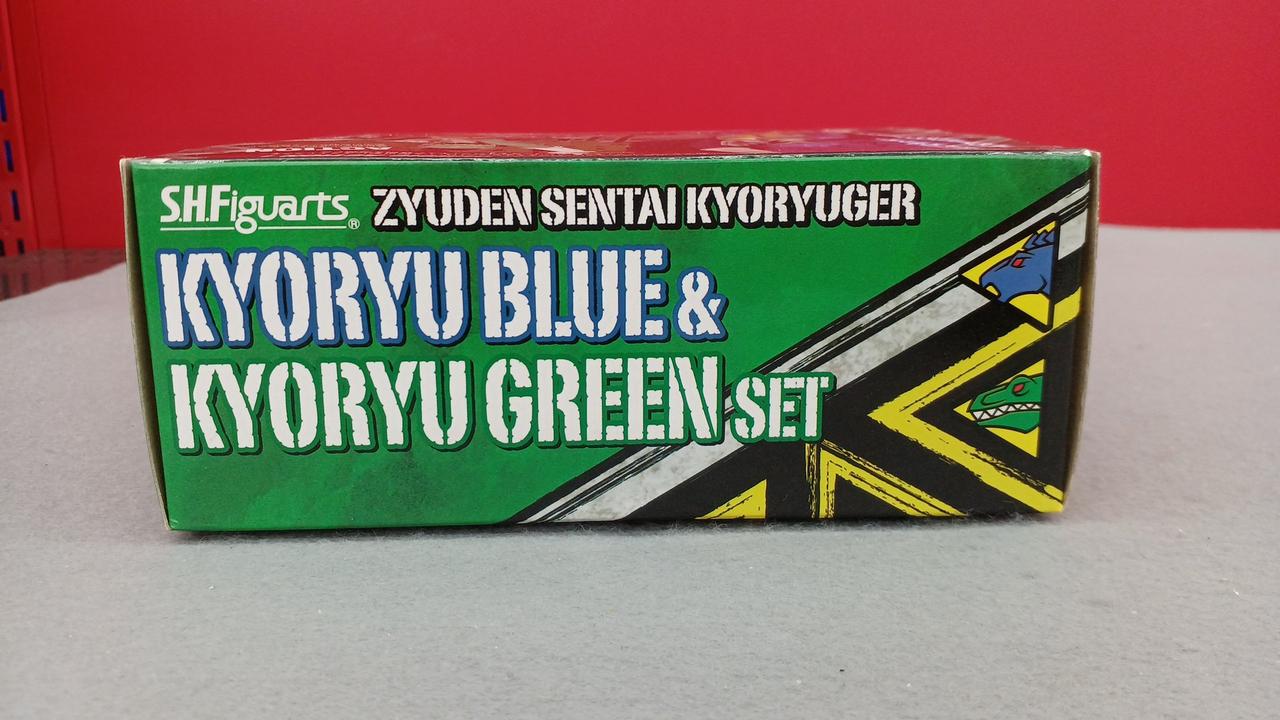 S.H.Figuarts® ZYUDEN SENTAI KYORYUGER
KYORYU BLUE &
KYORYU GREEN SET